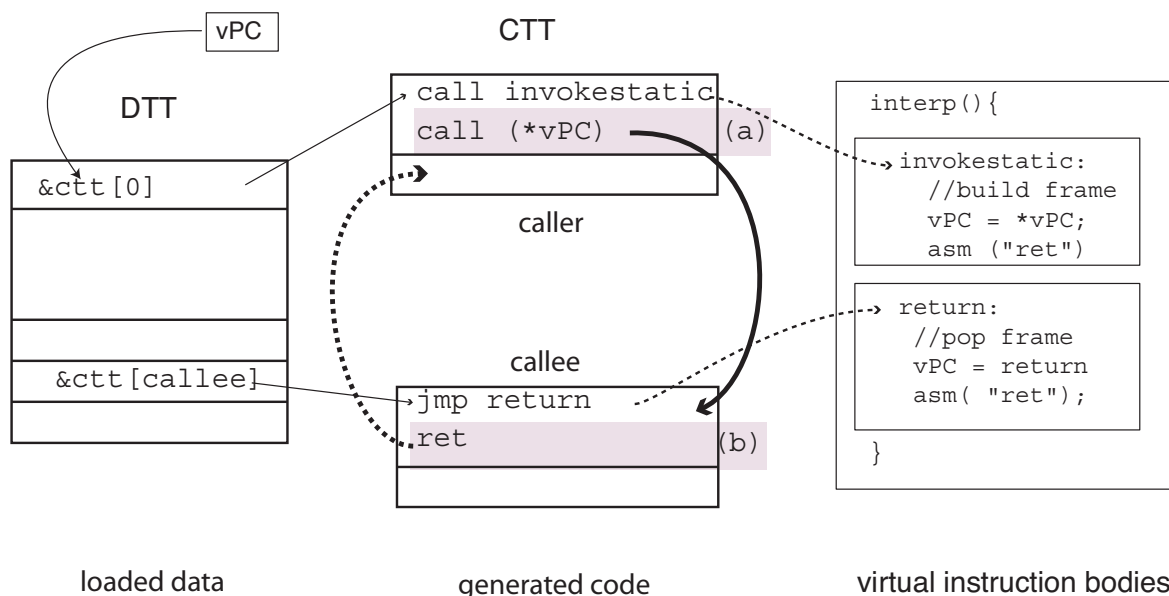 vPC
DTT
&ctt[0]
&ctt[callee]
loaded data
CTT
call invokestatic
call (*vPC) (a)
caller
callee
jmp return
ret (b)
generated code
interp(){
invokestatic:
//build frame
vPC = *vPC;
asm ("ret")
return:
//pop frame
vPC = return
asm( "ret");
}
virtual instruction bodies